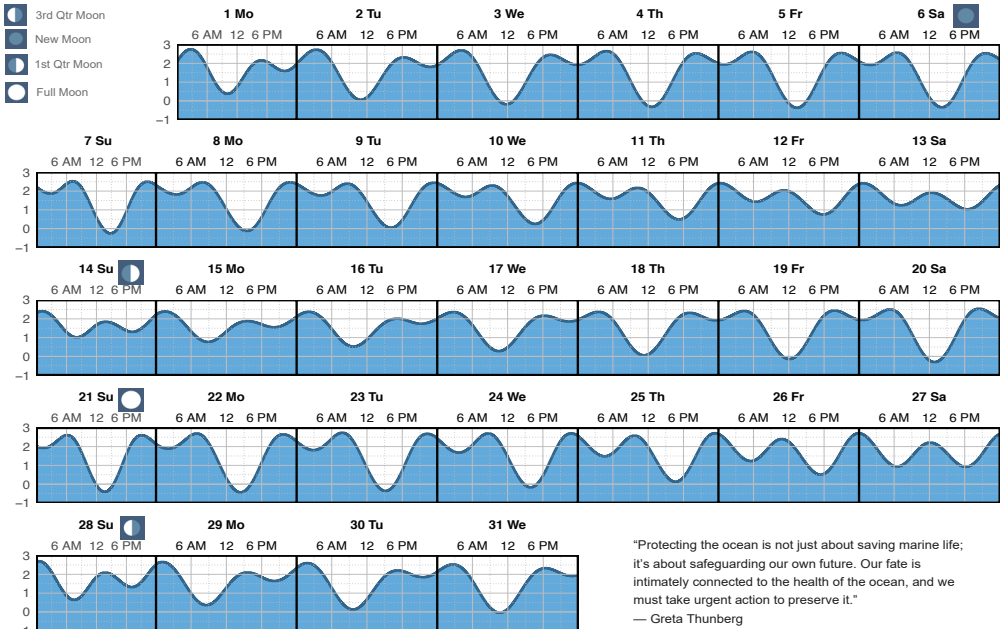 3rd Qtr Moon
New Moon
1st Qtr Moon
Full Moon
1 Mo 2 Tu 3 We 4 Th 5 Fr 6 Sa
6 AM 12 6 PM 6 AM 12 6 PM 6 AM 12 6 PM 6 AM 12 6 PM 6 AM 12 6 PM 6 AM 12 6 PM
3
2
1
0
−1
7 Su 8 Mo 9 Tu 10 We 11 Th 12 Fr 13 Sa
6 AM 12 6 PM 6 AM 12 6 PM 6 AM 12 6 PM 6 AM 12 6 PM 6 AM 12 6 PM 6 AM 12 6 PM 6 AM 12 6 PM
3
2
1
0
−1
14 Su 15 Mo 16 Tu 17 We 18 Th 19 Fr 20 Sa
6 AM 12 6 PM 6 AM 12 6 PM 6 AM 12 6 PM 6 AM 12 6 PM 6 AM 12 6 PM 6 AM 12 6 PM 6 AM 12 6 PM
3
2
1
0
−1
21 Su 22 Mo 23 Tu 24 We 25 Th 26 Fr 27 Sa
6 AM 12 6 PM 6 AM 12 6 PM 6 AM 12 6 PM 6 AM 12 6 PM 6 AM 12 6 PM 6 AM 12 6 PM 6 AM 12 6 PM
3
2
1
0
−1
28 Su 29 Mo 30 Tu 31 We
6 AM 12 6 PM 6 AM 12 6 PM 6 AM 12 6 PM 6 AM 12 6 PM
3
2
1
0
“Protecting the ocean is not just about saving marine life;
it’s about safeguarding our own future. Our fate is
intimately connected to the health of the ocean, and we
must take urgent action to preserve it.”
— Greta Thunberg